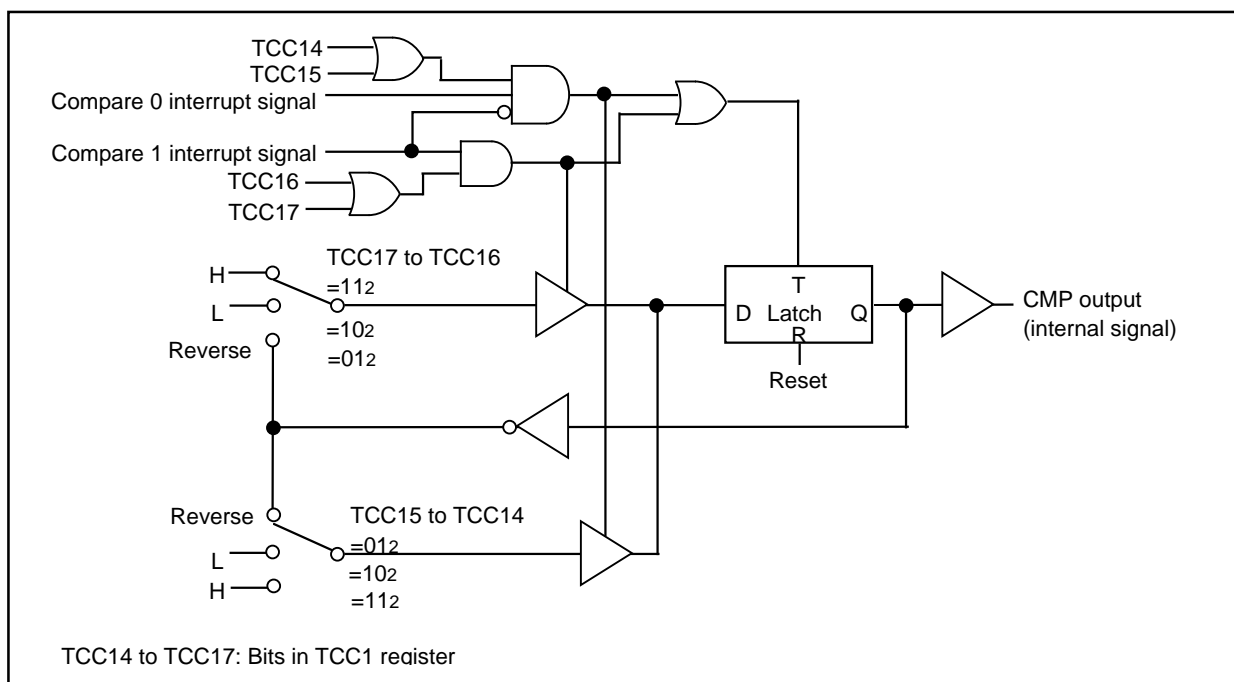 TCC14
TCC15
Compare 0 interrupt signal
Compare 1 interrupt signal
TCC16
TCC17
H
L
Reverse
TCC17 to TCC16
=112
=102
=012
T
D Latch Q
R
Reset
CMP output
(internal signal)
Reverse
L
H
TCC15 to TCC14
=012
=102
=112
TCC14 to TCC17: Bits in TCC1 register